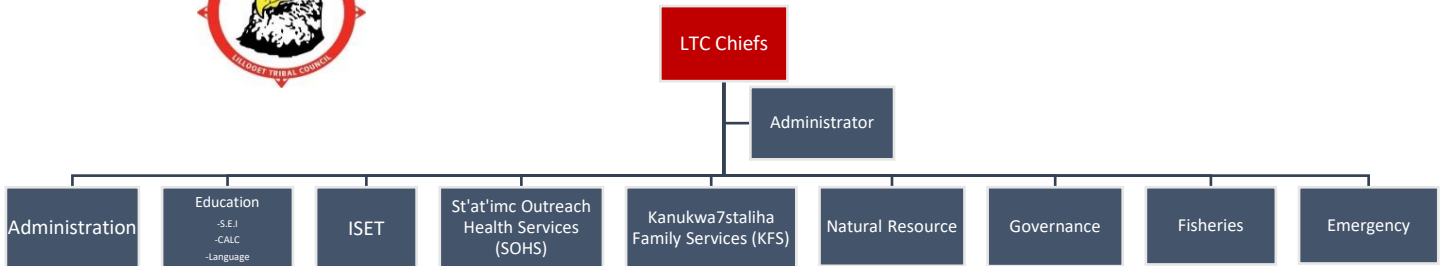 LILLOOET TRIBAL COUNCIL
LTC Chiefs
Administrator
Administration
Education
-S.E.I
-CALC
-Language
ISET
St'at'imc Outreach
Health Services
(SOHS)
Kanukwa7staliha
Family Services (KFS)
Natural Resource
Governance
Fisheries
Emergency